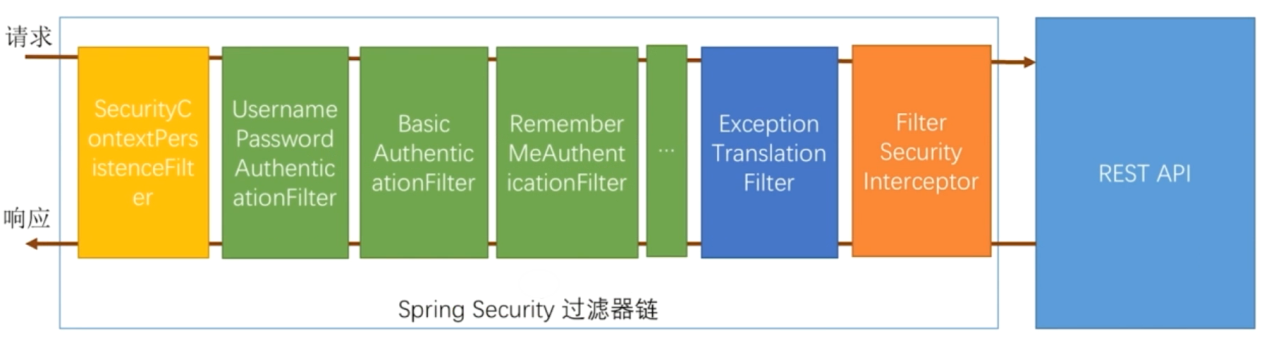 请求
SecurityC
ontextPers
istenceFilt
er
Username
Password
Authentic
ationFilter
Basic
Authentic
ationFilter
Remember
MeAuthent
icationFilter
...
Exception
Translation
Filter
Filter
Security
Interceptor
REST API
响应
Spring Security 过滤器链